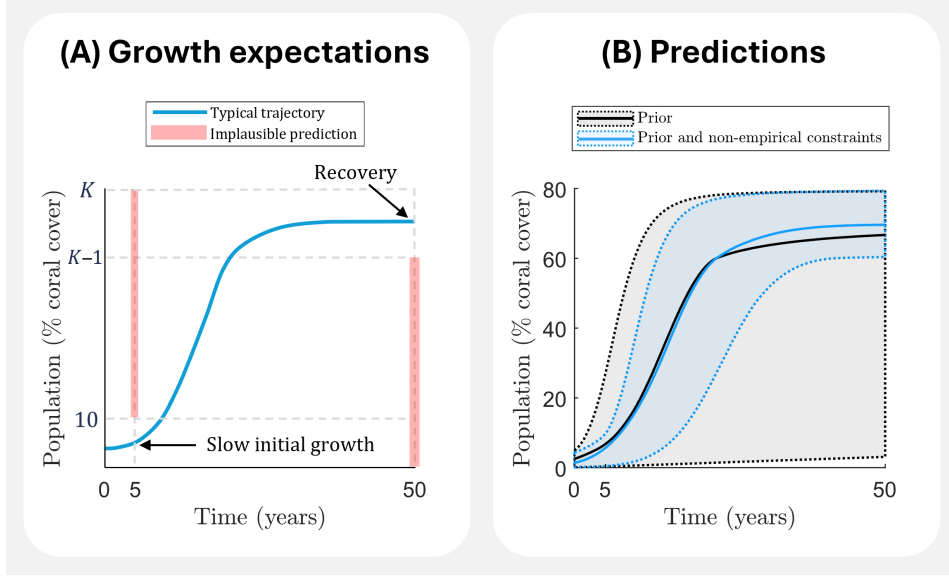 (A) Growth expectations
Typical trajectory
Implausible prediction
Recovery
K
K–1
10
Slow initial growth
0 5 50
Time (years)
Population (% coral cover)
(B) Predictions
Prior
Prior and non-empirical constraints
80
60
40
20
0
0 5 50
Time (years)
Population (% coral cover)